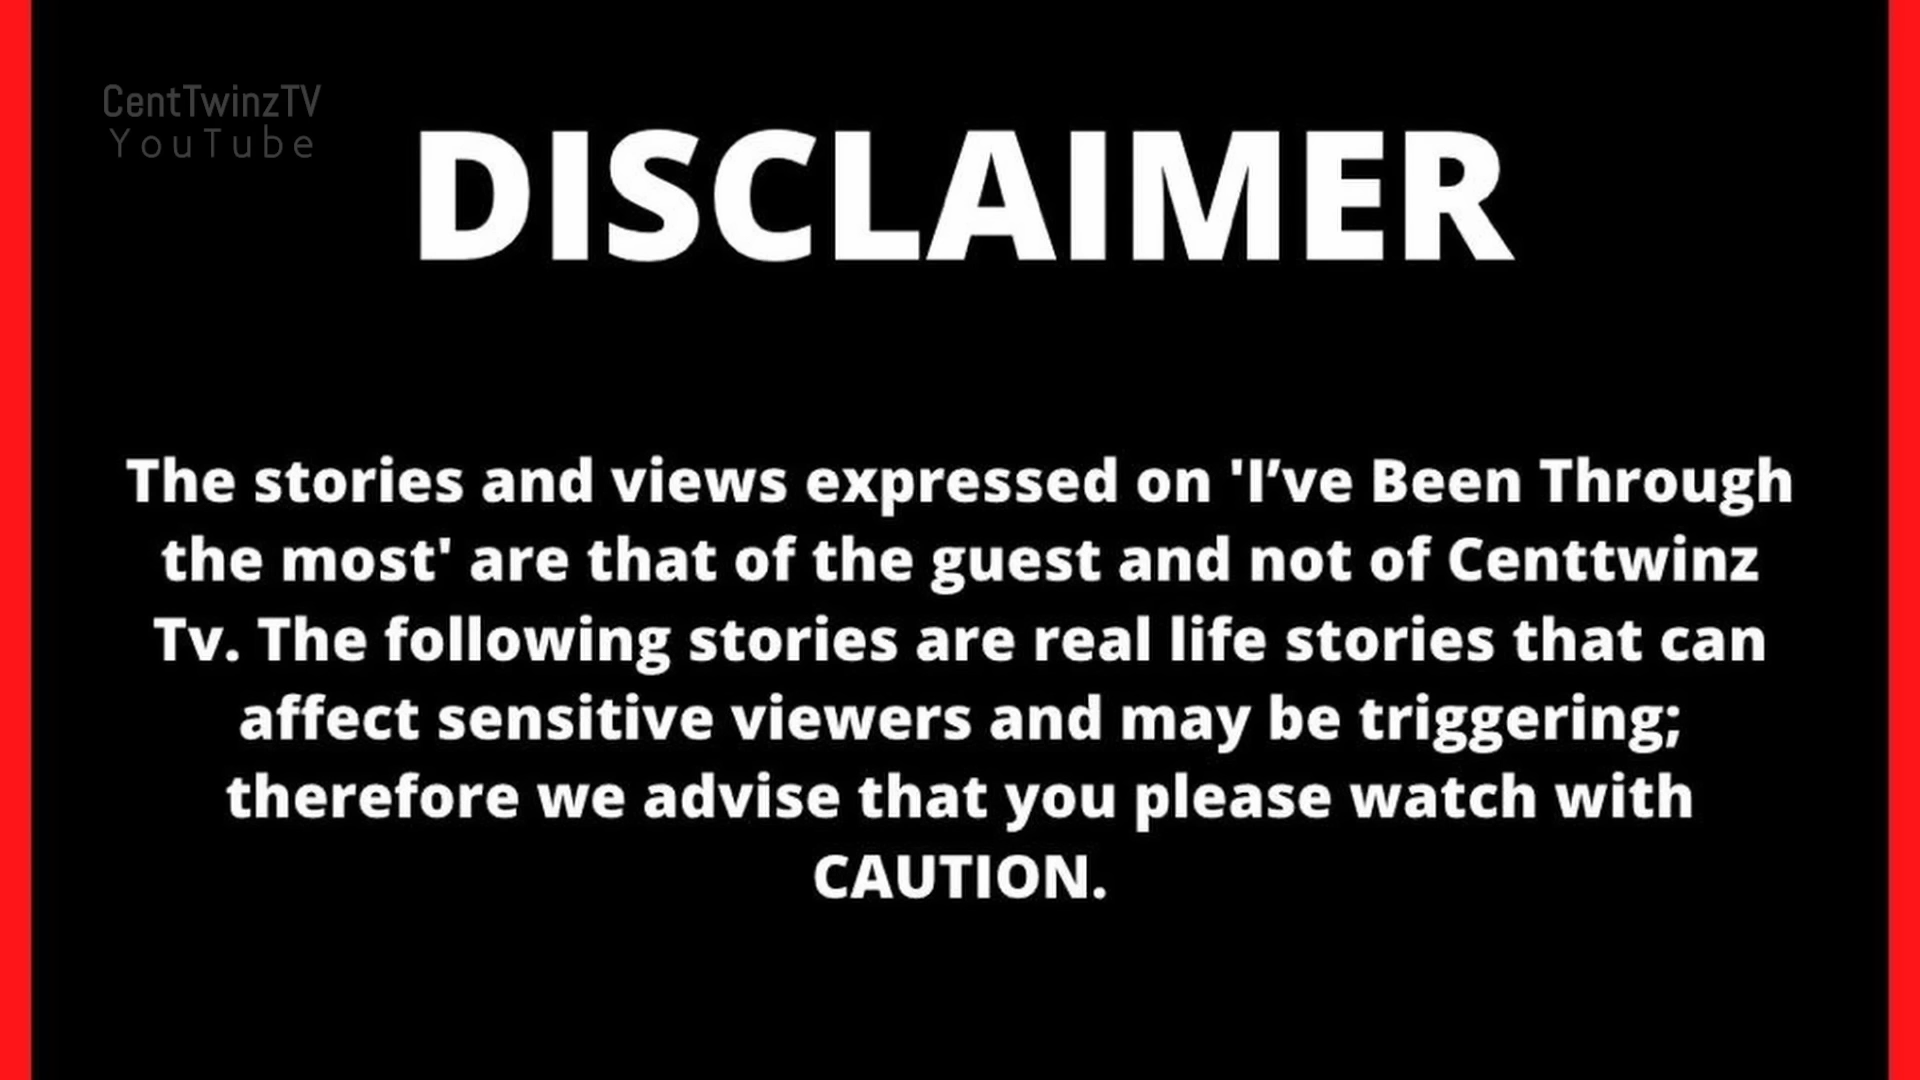 CentTwinzTV
YouTube
DISCLAIMER
The stories and views expressed on 'I’ve Been Through
the most' are that of the guest and not of Centtwinz
Tv. The following stories are real life stories that can
affect sensitive viewers and may be triggering;
therefore we advise that you please watch with
CAUTION.